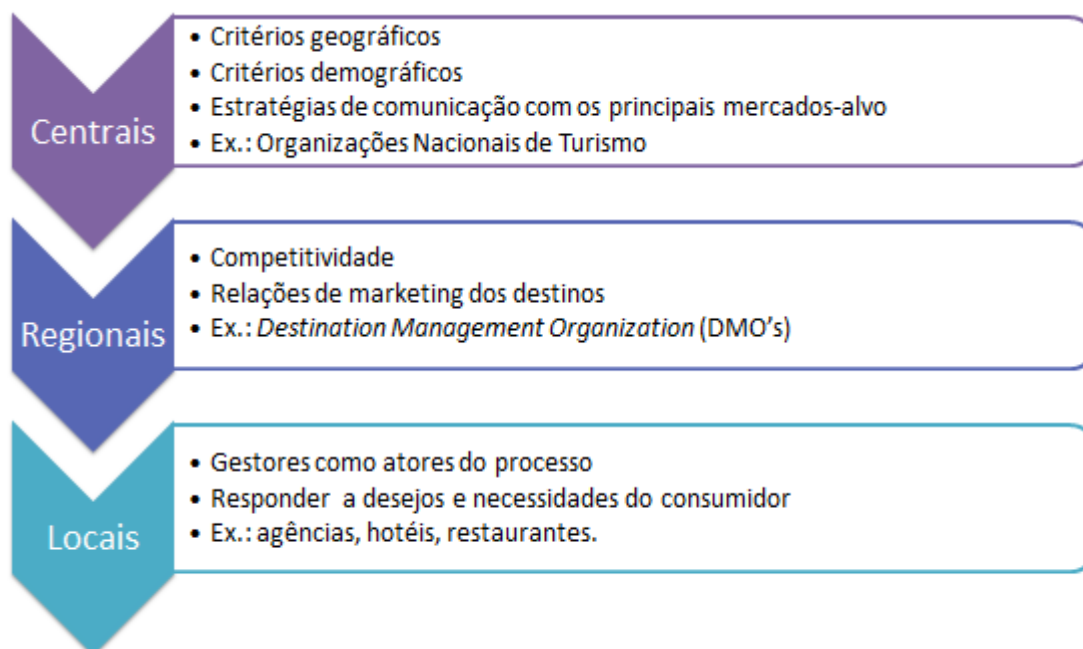 Centrais
• Critérios geográficos
• Critérios demográficos
• Estratégias de comunicação com os principais mercados-alvo
• Ex.: Organizações Nacionais de Turismo
Regionais
• Competitividade
• Relações de marketing dos destinos
• Ex.: Destination Management Organization (DMO's)
Locais
• Gestores como atores do processo
• Responder a desejos e necessidades do consumidor
• Ex.: agências, hotéis, restaurantes.